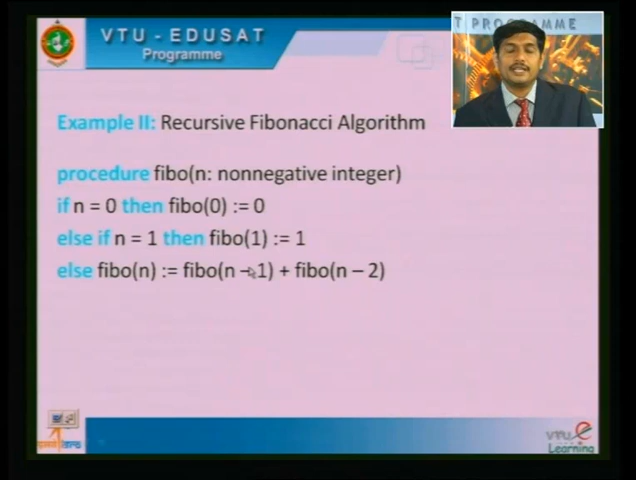 VTU - EDUSAT
Programme
T PROGRAMME
Example II: Recursive Fibonacci Algorithm
procedure fibo(n: nonnegative integer)
if n = 0 then fibo(0) := 0
else if n = 1 then fibo(1) := 1
else fibo(n) := fibo(n – 1) + fibo(n – 2)
VTU e
Learning